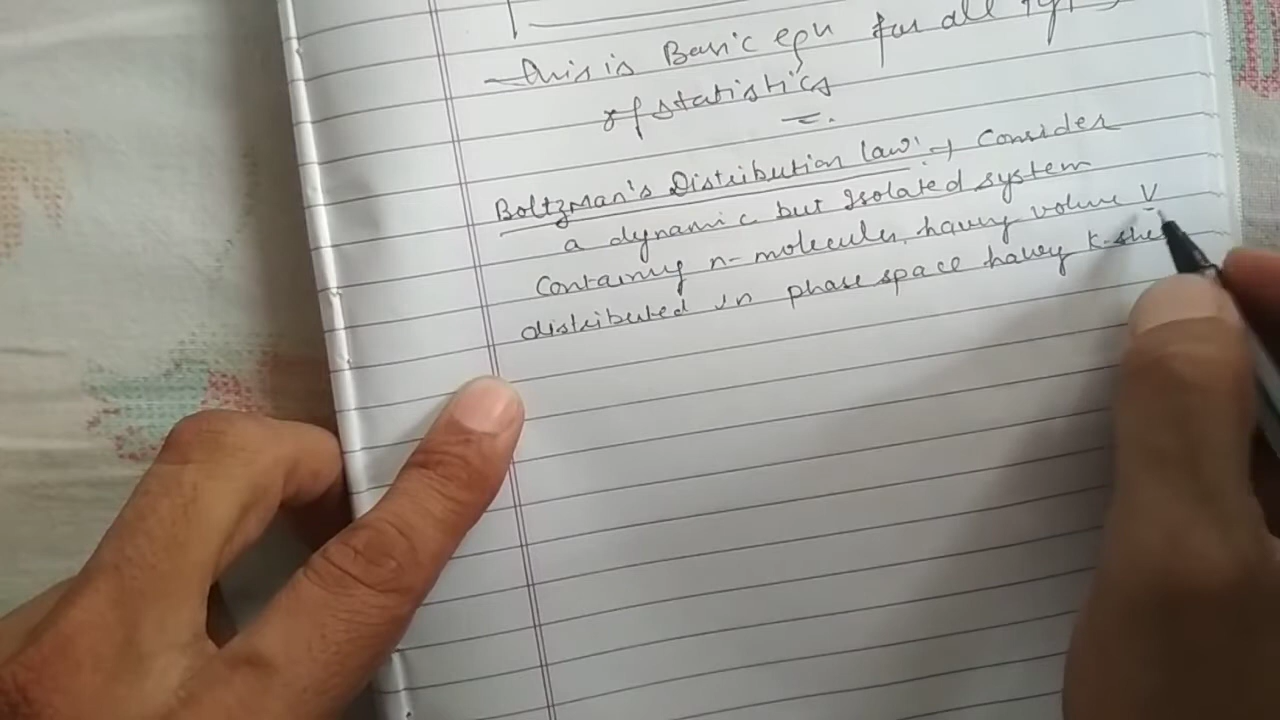 This is Basic eqn for all
of statistics
Boltzman's Distribution law :→ Consider
a dynamic but Isolated system
Containing n-molecules, having volume V
distributed in phase space having K-